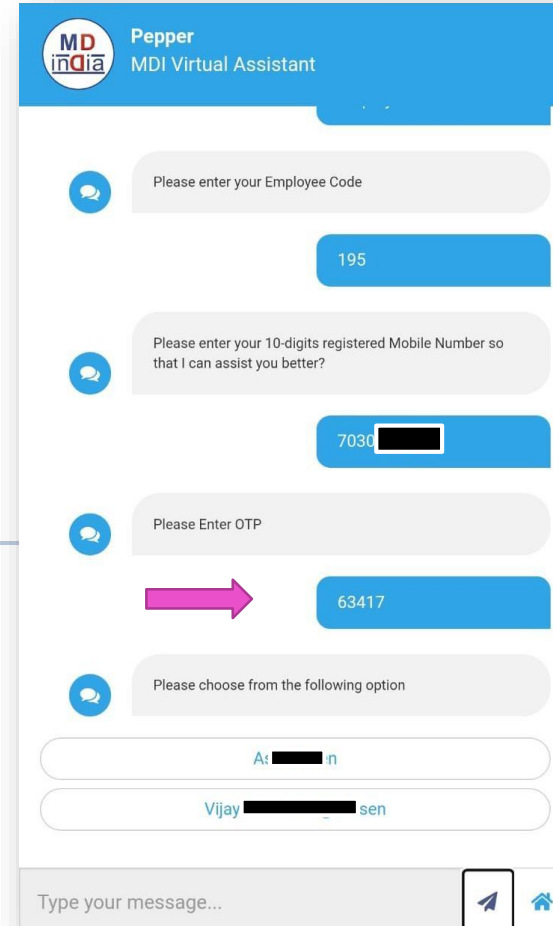 MD
india
Pepper
MDI Virtual Assistant
Please enter your Employee Code
195
Please enter your 10-digits registered Mobile Number so
that I can assist you better?
7030
Please Enter OTP
63417
Please choose from the following option
Vijay sen
Type your message...